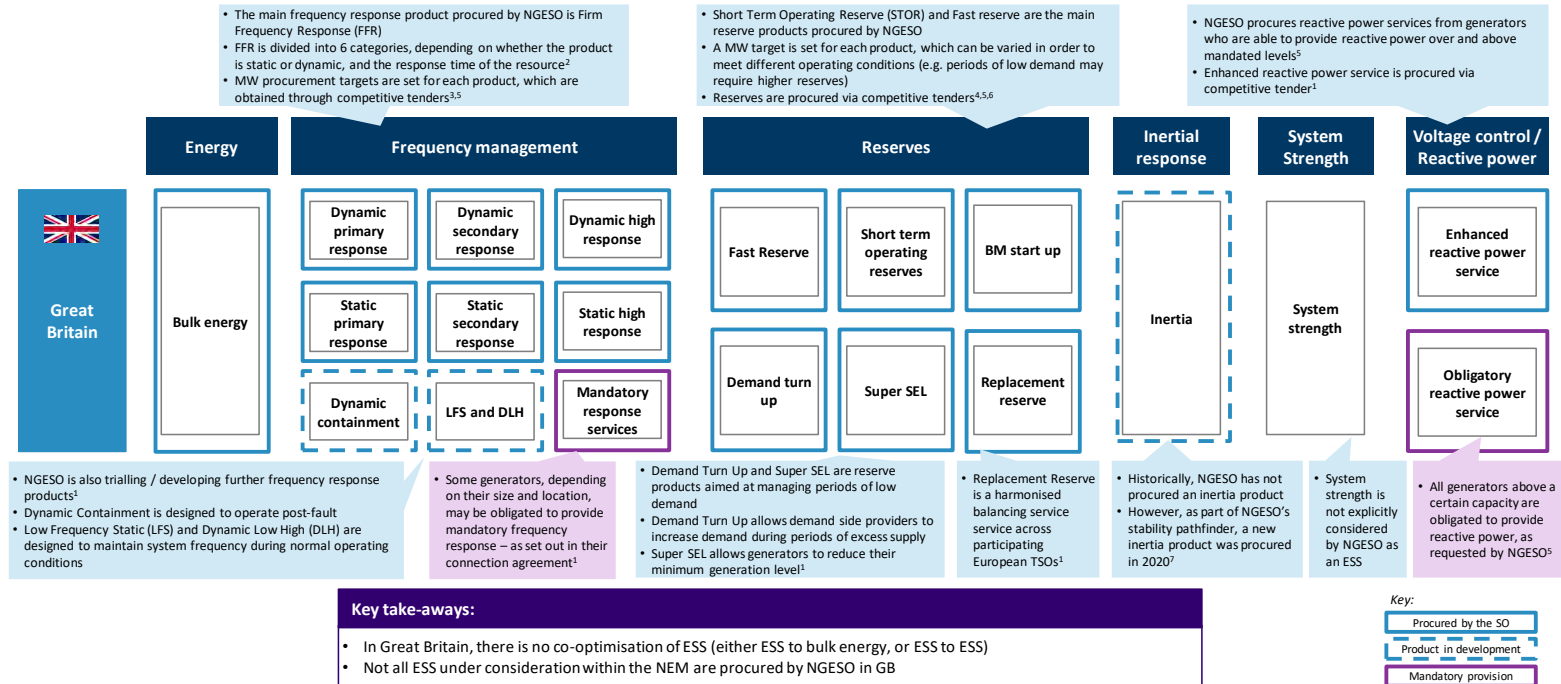 • The main frequency response product procured by NGESO is Firm
Frequency Response (FFR)
• FFR is divided into 6 categories, depending on whether the product
is static or dynamic, and the response time of the resource²
• MW procurement targets are set for each product, which are
obtained through competitive tenders³,⁵
• Short Term Operating Reserve (STOR) and Fast reserve are the main
reserve products procured by NGESO
• A MW target is set for each product, which can be varied in order to
meet different operating conditions (e.g. periods of low demand may
require higher reserves)
• Reserves are procured via competitive tenders⁴,⁵,⁶
• NGESO procures reactive power services from generators
who are able to provide reactive power over and above
mandated levels⁵
• Enhanced reactive power service is procured via
competitive tender¹
Energy
Frequency management
Reserves
Inertial
response
System
Strength
Voltage control /
Reactive power
Great
Britain
Bulk energy
Dynamic
primary
response
Dynamic
secondary
response
Dynamic high
response
Static
primary
response
Static
secondary
response
Static high
response
Dynamic
containment
LFS and DLH
Mandatory
response
services
Fast Reserve
Short term
operating
reserves
BM start up
Demand turn
up
Super SEL
Replacement
reserve
Inertia
System
strength
Enhanced
reactive power
service
Obligatory
reactive power
service
• NGESO is also trialling / developing further frequency response
products¹
• Dynamic Containment is designed to operate post-fault
• Low Frequency Static (LFS) and Dynamic Low High (DLH) are
designed to maintain system frequency during normal operating
conditions
• Some generators, depending
on their size and location,
may be obligated to provide
mandatory frequency
response – as set out in their
connection agreement¹
• Demand Turn Up and Super SEL are reserve
products aimed at managing periods of low
demand
• Demand Turn Up allows demand side providers to
increase demand during periods of excess supply
• Super SEL allows generators to reduce their
minimum generation level¹
• Replacement Reserve
is a harmonised
balancing service
service across
participating
European TSOs¹
• Historically, NGESO has not
procured an inertia product
• However, as part of NGESO's
stability pathfinder, a new
inertia product was procured
in 2020⁷
• System
strength is
not explicitly
considered
by NGESO as
an ESS
• All generators above a
certain capacity are
obligated to provide
reactive power, as
requested by NGESO⁵
Key take-aways:
• In Great Britain, there is no co-optimisation of ESS (either ESS to bulk energy, or ESS to ESS)
• Not all ESS under consideration within the NEM are procured by NGESO in GB
Key:
Procured by the SO
Product in development
Mandatory provision